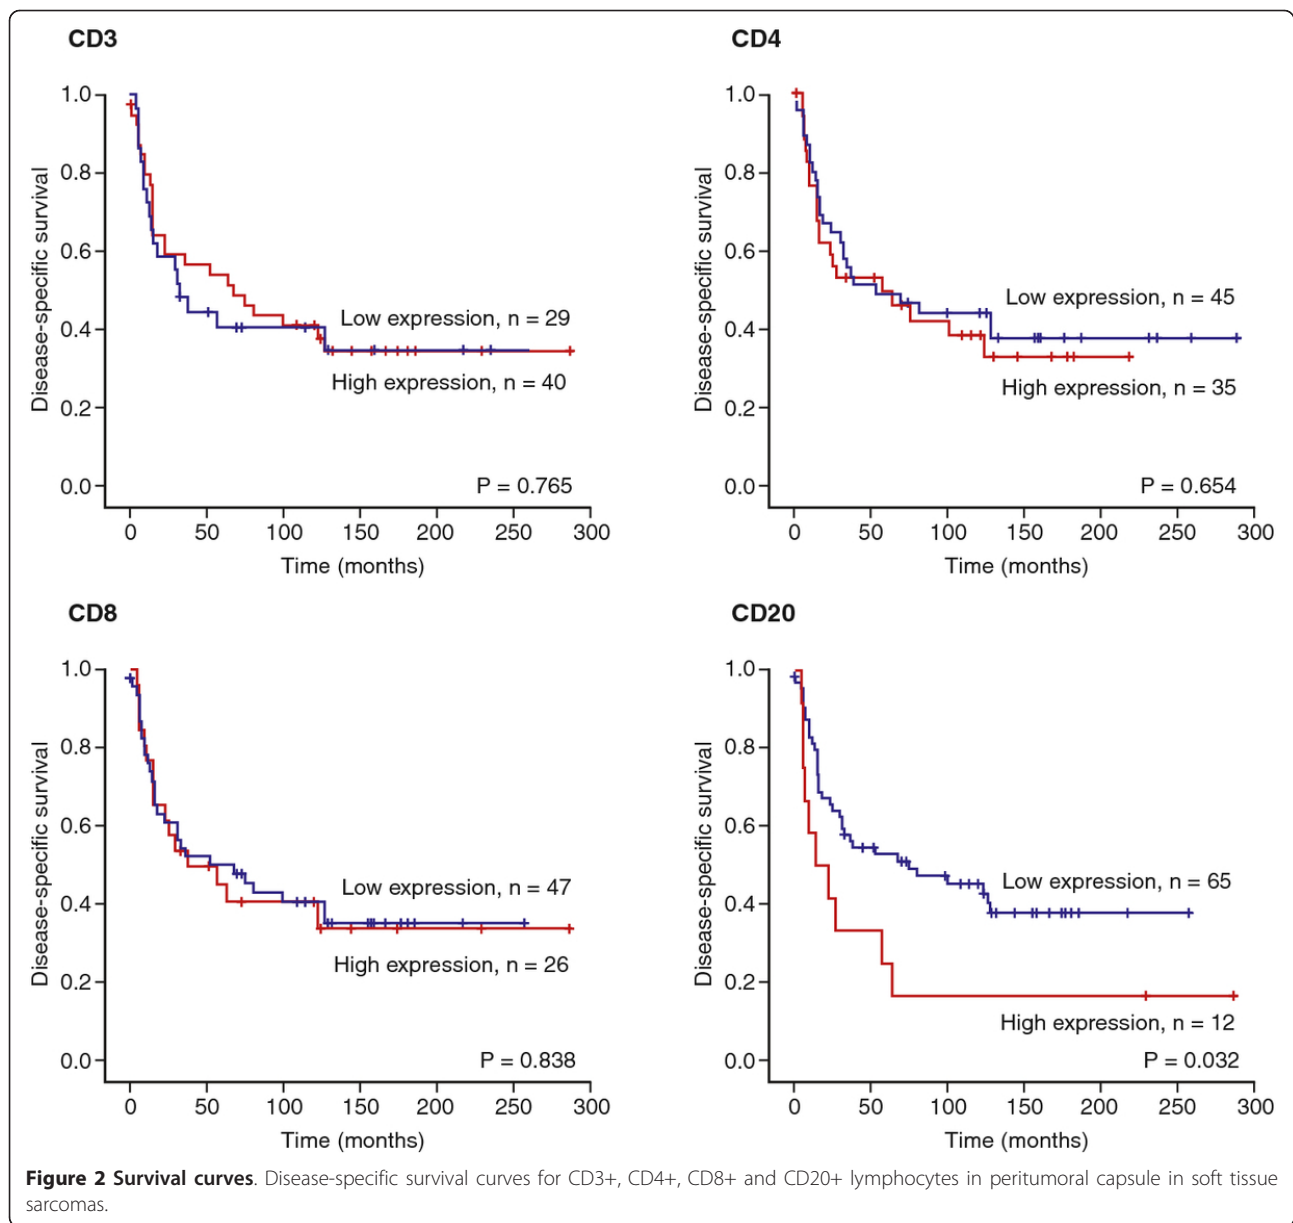 CD3
1.0
0.8
0.6
0.4
0.2
0.0
Disease-specific survival
Low expression, n = 29
High expression, n = 40
P = 0.765
0 50 100 150 200 250 300
Time (months)
CD4
1.0
0.8
0.6
0.4
0.2
0.0
Disease-specific survival
Low expression, n = 45
High expression, n = 35
P = 0.654
0 50 100 150 200 250 300
Time (months)
CD8
1.0
0.8
0.6
0.4
0.2
0.0
Disease-specific survival
Low expression, n = 47
High expression, n = 26
P = 0.838
0 50 100 150 200 250 300
Time (months)
CD20
1.0
0.8
0.6
0.4
0.2
0.0
Disease-specific survival
Low expression, n = 65
High expression, n = 12
P = 0.032
0 50 100 150 200 250 300
Time (months)
Figure 2 Survival curves. Disease-specific survival curves for CD3+, CD4+, CD8+ and CD20+ lymphocytes in peritumoral capsule in soft tissue
sarcomas.